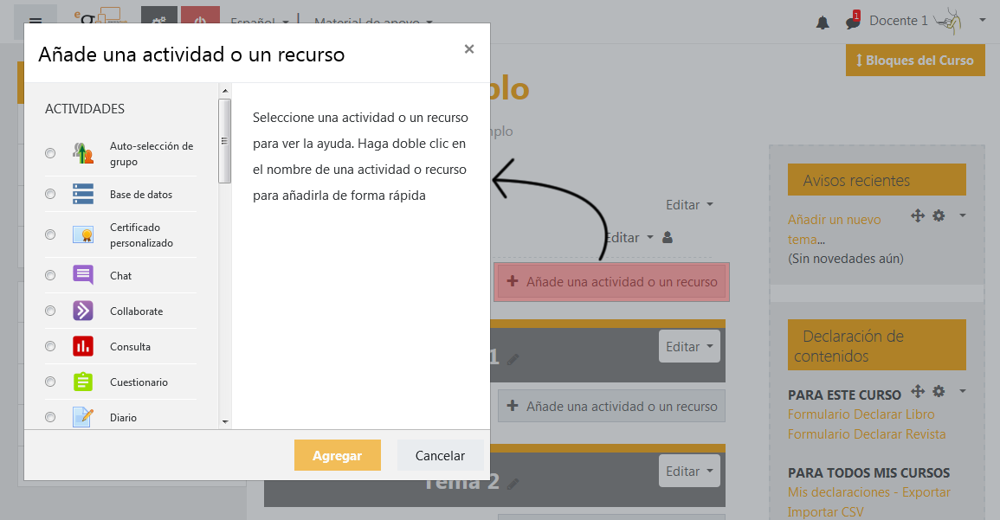 eg
Español
Material de apoyo
1
Docente 1
Bloques del Curso
Añade una actividad o un recurso
×
ACTIVIDADES
Auto-selección de
grupo
Base de datos
Certificado
personalizado
Chat
Collaborate
Consulta
Cuestionario
Diario
Seleccione una actividad o un recurso
para ver la ayuda. Haga doble clic en
el nombre de una actividad o recurso
para añadirla de forma rápida
Agregar
Cancelar
plo
mplo
Editar
Editar
+ Añade una actividad o un recurso
1
Editar
+ Añade una actividad o un recurso
Tema 2
Editar
Avisos recientes
Añadir un nuevo
tema...
(Sin novedades aún)
Declaración de
contenidos
PARA ESTE CURSO
Formulario Declarar Libro
Formulario Declarar Revista
PARA TODOS MIS CURSOS
Mis declaraciones - Exportar
Importar CSV